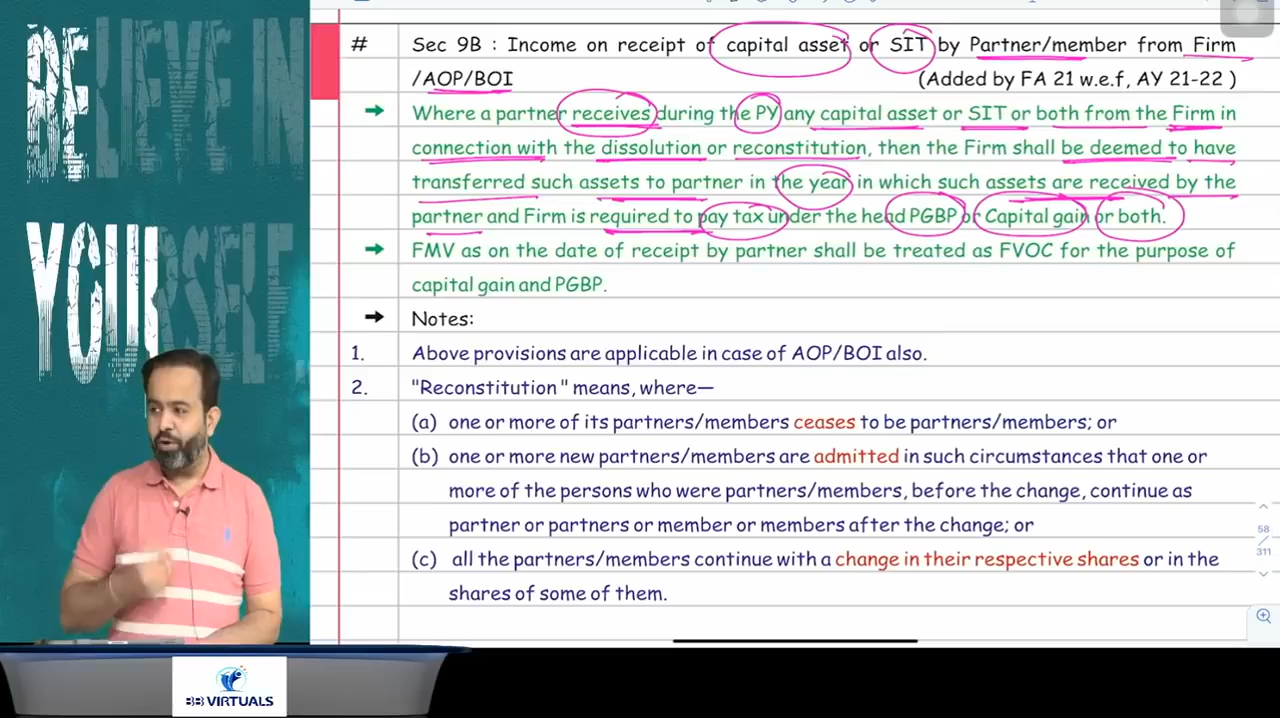 BELIEVE IN
YOURSELF
# Sec 9B : Income on receipt of capital asset or SIT by Partner/member from Firm
/AOP/BOI (Added by FA 21 w.e.f, AY 21-22 )
Where a partner receives during the PY any capital asset or SIT or both from the Firm in
connection with the dissolution or reconstitution, then the Firm shall be deemed to have
transferred such assets to partner in the year in which such assets are received by the
partner and Firm is required to pay tax under the head PGBP or Capital gain or both.
FMV as on the date of receipt by partner shall be treated as FVOC for the purpose of
capital gain and PGBP.
Notes:
1. Above provisions are applicable in case of AOP/BOI also.
2. "Reconstitution " means, where—
(a) one or more of its partners/members ceases to be partners/members; or
(b) one or more new partners/members are admitted in such circumstances that one or
more of the persons who were partners/members, before the change, continue as
partner or partners or member or members after the change; or
(c) all the partners/members continue with a change in their respective shares or in the
shares of some of them.
58
311
BB VIRTUALS